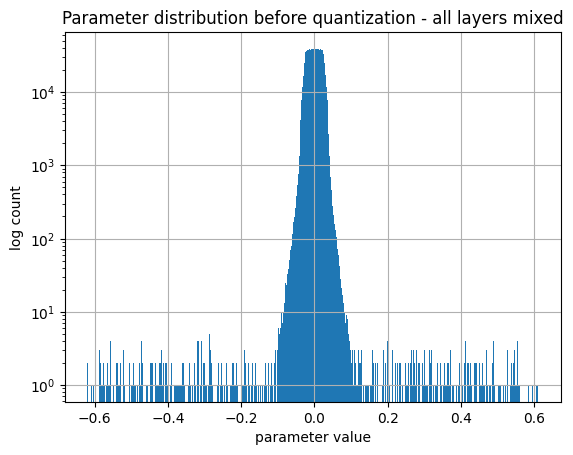 Parameter distribution before quantization - all layers mixed
log count
10⁴
10³
10²
10¹
10⁰
−0.6 −0.4 −0.2 0.0 0.2 0.4 0.6
parameter value